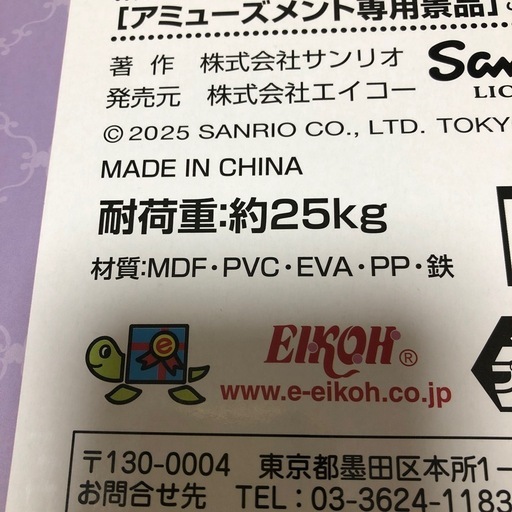 [アミューズメント専用景品]
著 作 株式会社サンリオ
発売元 株式会社エイコー
San
LIC
© 2025 SANRIO CO., LTD. TOKY
MADE IN CHINA
耐荷重:約25kg
材質:MDF・PVC・EVA・PP・鉄
e
EIKOH®
www.e-eikoh.co.jp
〒130-0004 東京都墨田区本所1-
お問合せ先 TEL:03-3624-1183